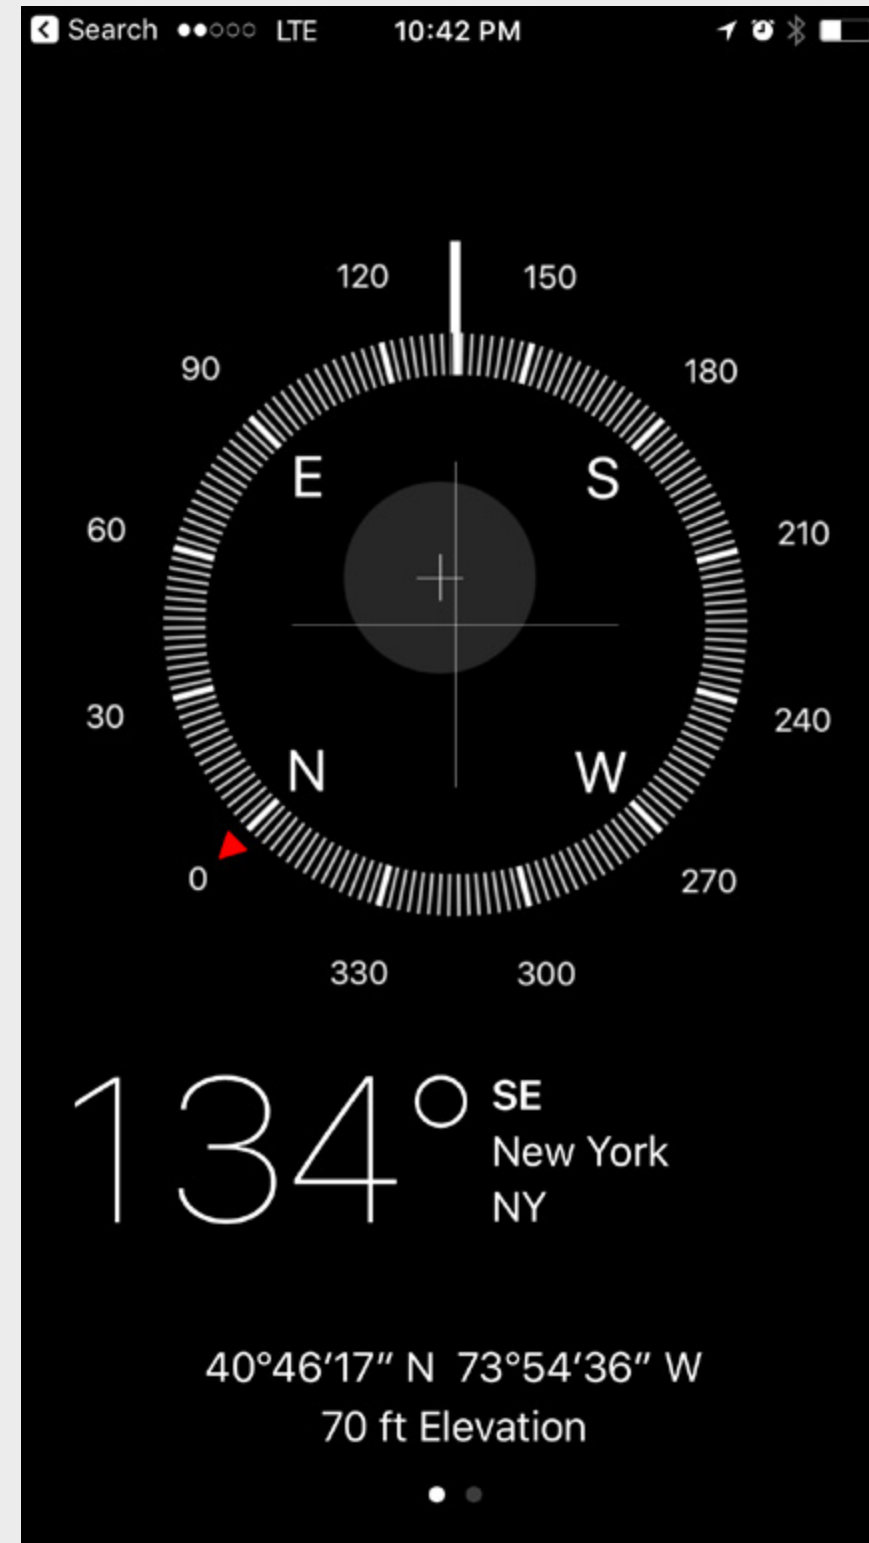 Search LTE 10:42 PM
120 150
90 180
E S
60 210
30 240
N W
0 270
330 300
134° SE
New York
NY
40°46′17″ N 73°54′36″ W
70 ft Elevation